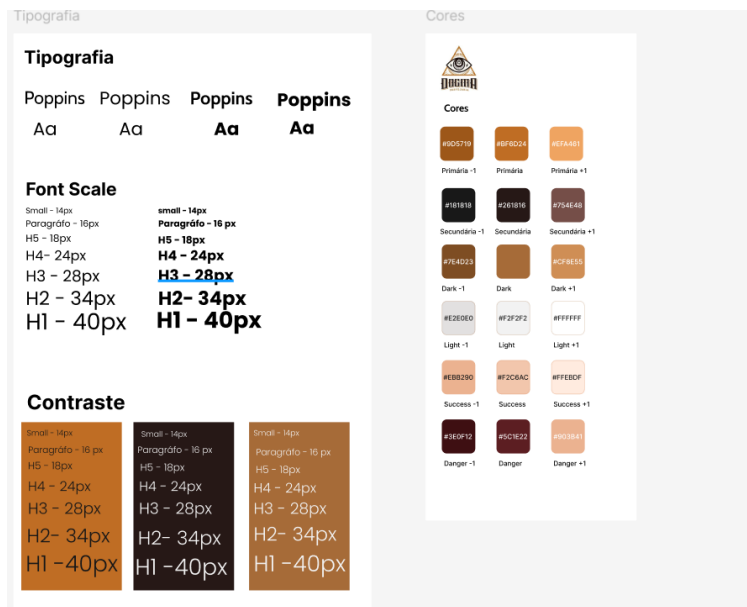 Tipografia
Tipografia
Poppins Poppins Poppins Poppins
Aa Aa Aa Aa
Font Scale
Small - 14px
Paragráfo - 16px
H5 - 18px
H4- 24px
H3 - 28px
H2 - 34px
H1 - 40px
small - 14px
Paragráfo - 16 px
H5 - 18px
H4 - 24px
H3 - 28px
H2- 34px
H1 - 40px
Contraste
Small - 14px
Paragráfo - 16 px
H5 - 18px
H4 - 24px
H3 - 28px
H2- 34px
H1 -40px
Small - 14px
Paragráfo - 16 px
H5 - 18px
H4 - 24px
H3 - 28px
H2- 34px
H1 -40px
Small - 14px
Paragráfo - 16 px
H5 - 18px
H4 - 24px
H3 - 28px
H2- 34px
H1 -40px
Cores
DOGMA
Cores
#9D5719 #BF6D24 #EFA461
Primária -1 Primária Primária +1
#181818 #261816 #754E48
Secundária -1 Secundária Secundária +1
#7E4D23 #CF8E55
Dark -1 Dark Dark +1
#E2E0E0 #F2F2F2 #FFFFFF
Light -1 Light Light +1
#EBB290 #F2C6AC #FFEBDF
Success -1 Success Success +1
#3E0F12 #5C1E22 #903841
Danger -1 Danger Danger +1